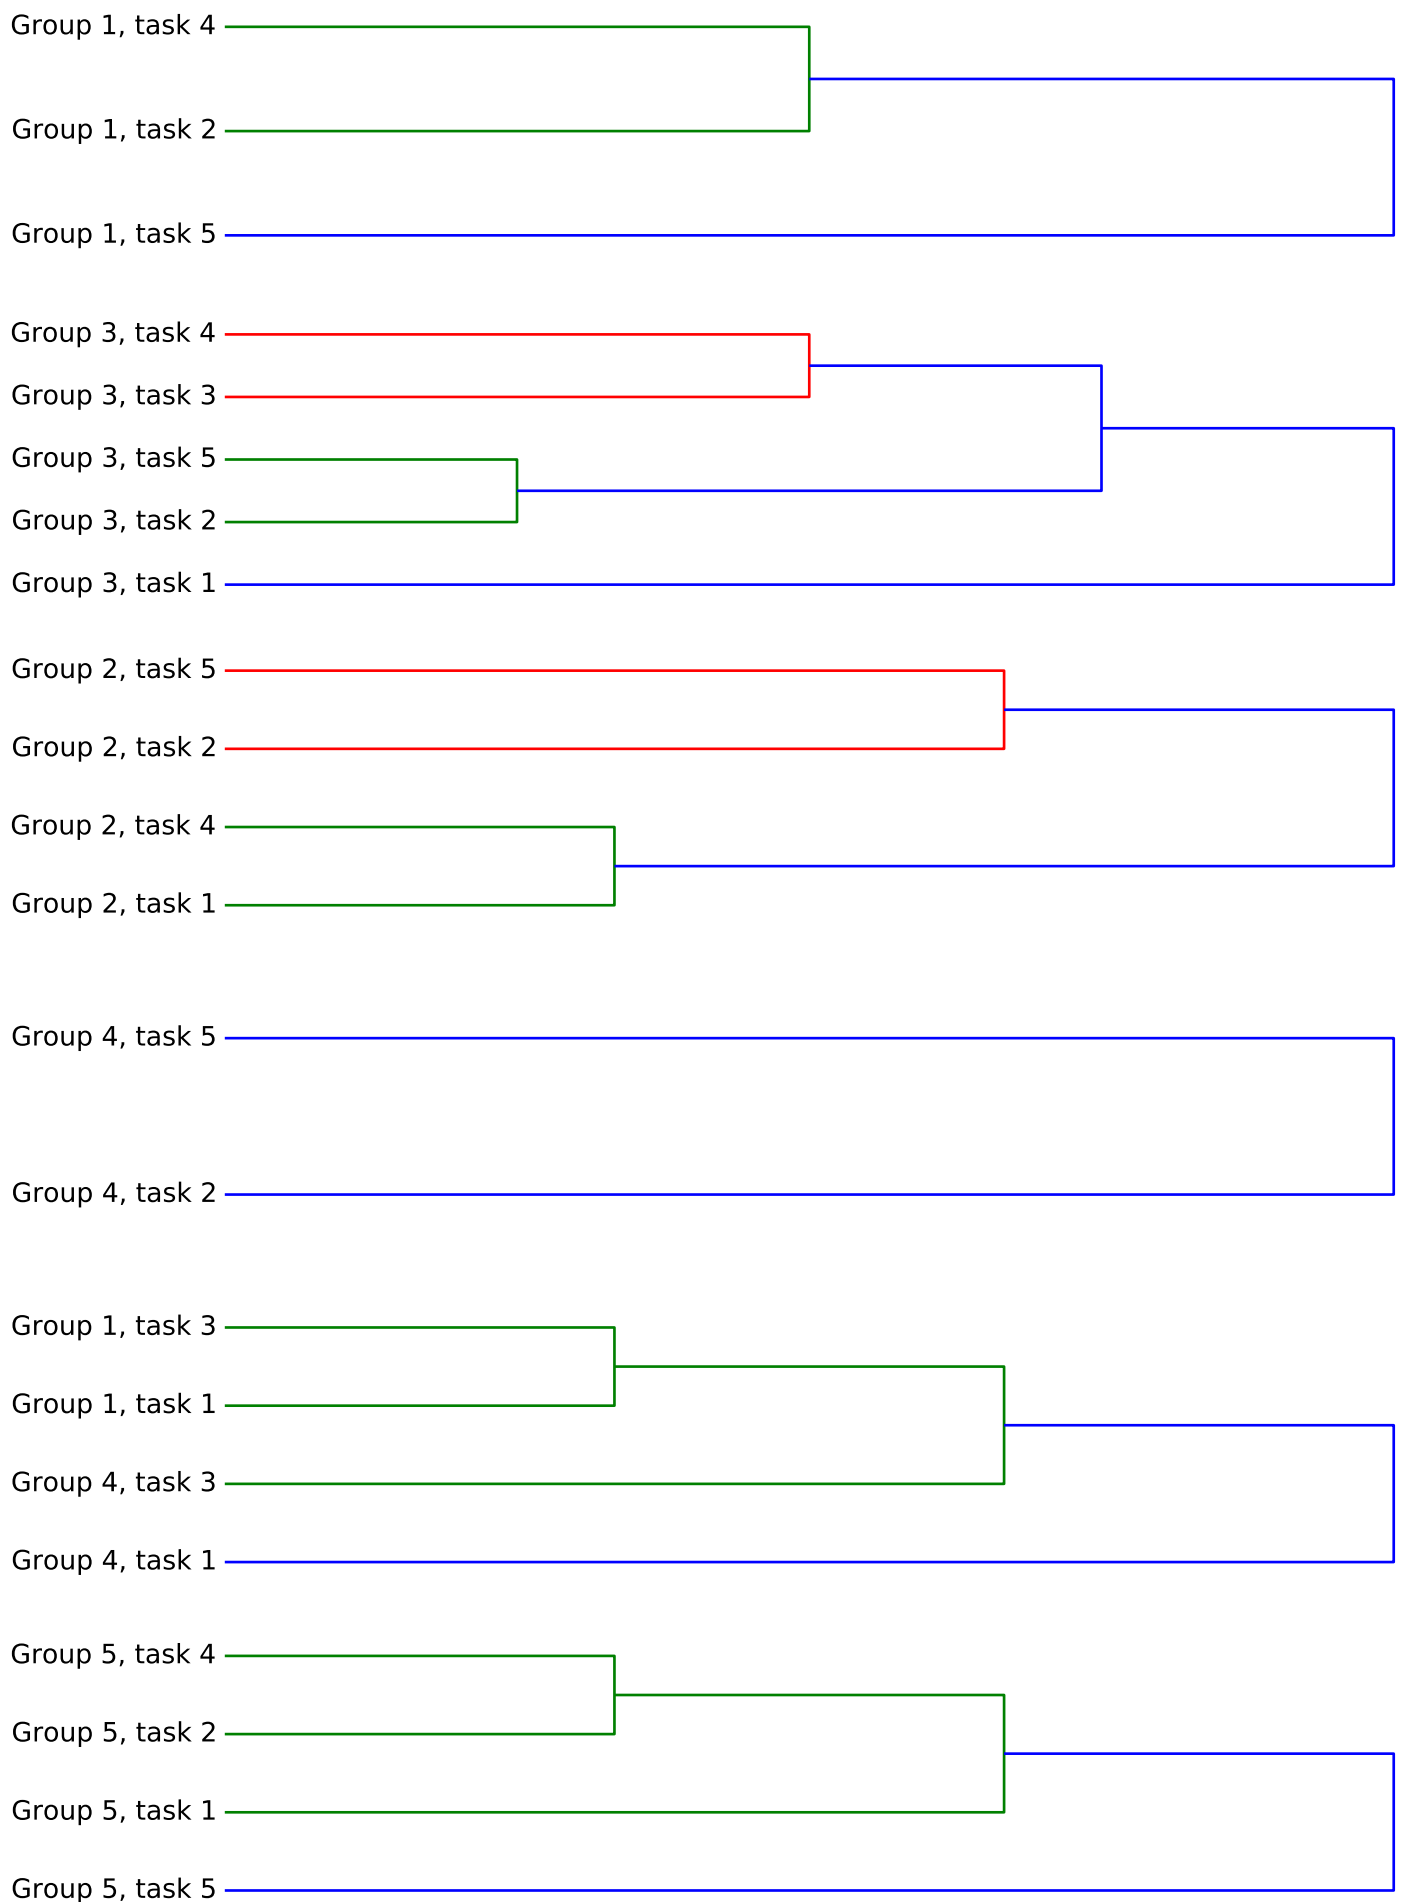 Group 1, task 4
Group 1, task 2
Group 1, task 5
Group 3, task 4
Group 3, task 3
Group 3, task 5
Group 3, task 2
Group 3, task 1
Group 2, task 5
Group 2, task 2
Group 2, task 4
Group 2, task 1
Group 4, task 5
Group 4, task 2
Group 1, task 3
Group 1, task 1
Group 4, task 3
Group 4, task 1
Group 5, task 4
Group 5, task 2
Group 5, task 1
Group 5, task 5